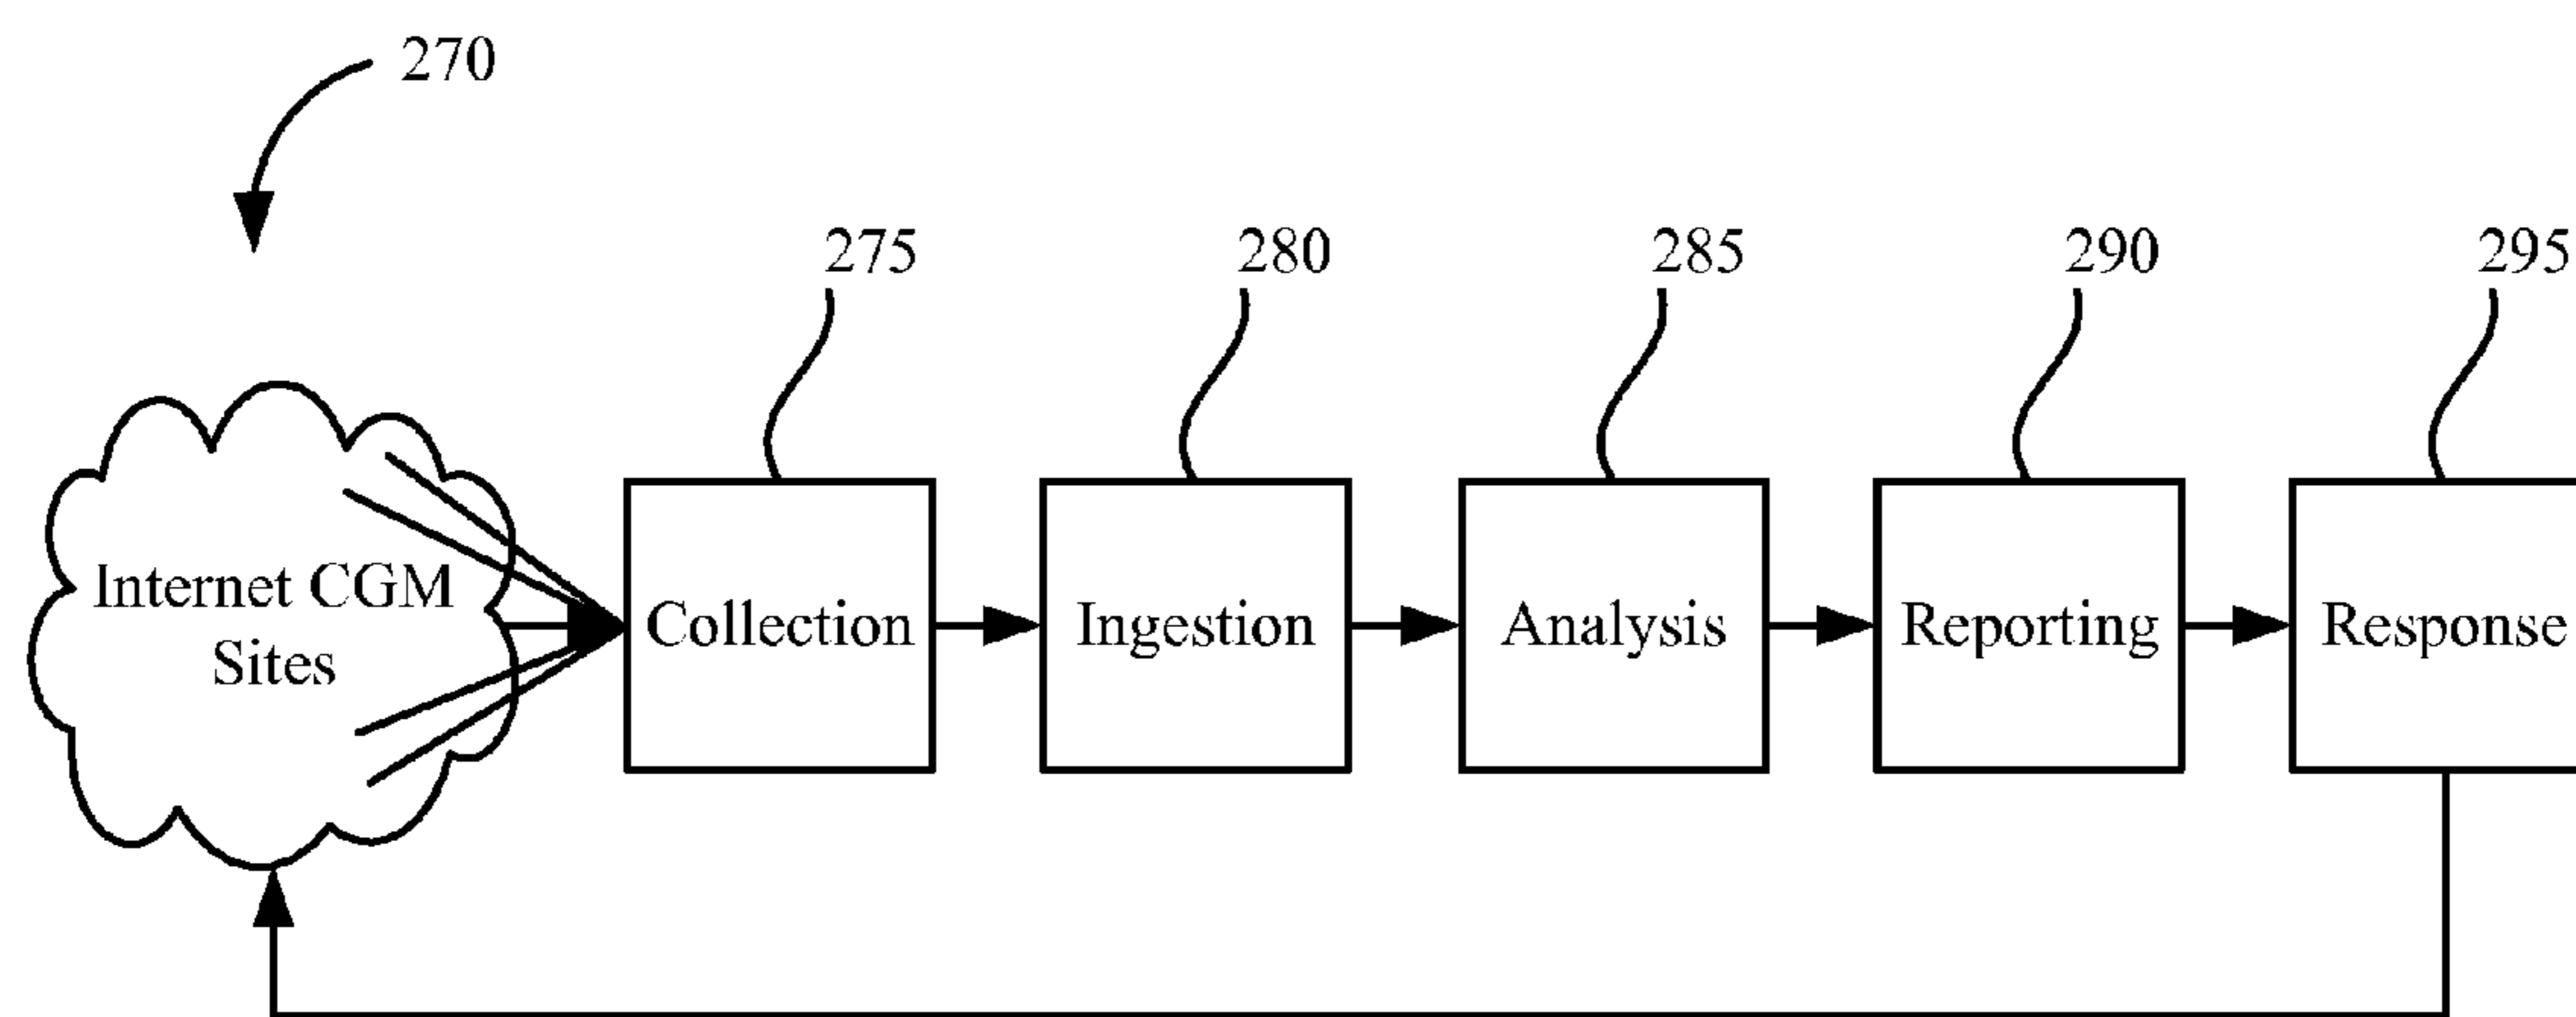 270
275
280
285
290
295
Internet CGM
Sites
Collection
Ingestion
Analysis
Reporting
Response